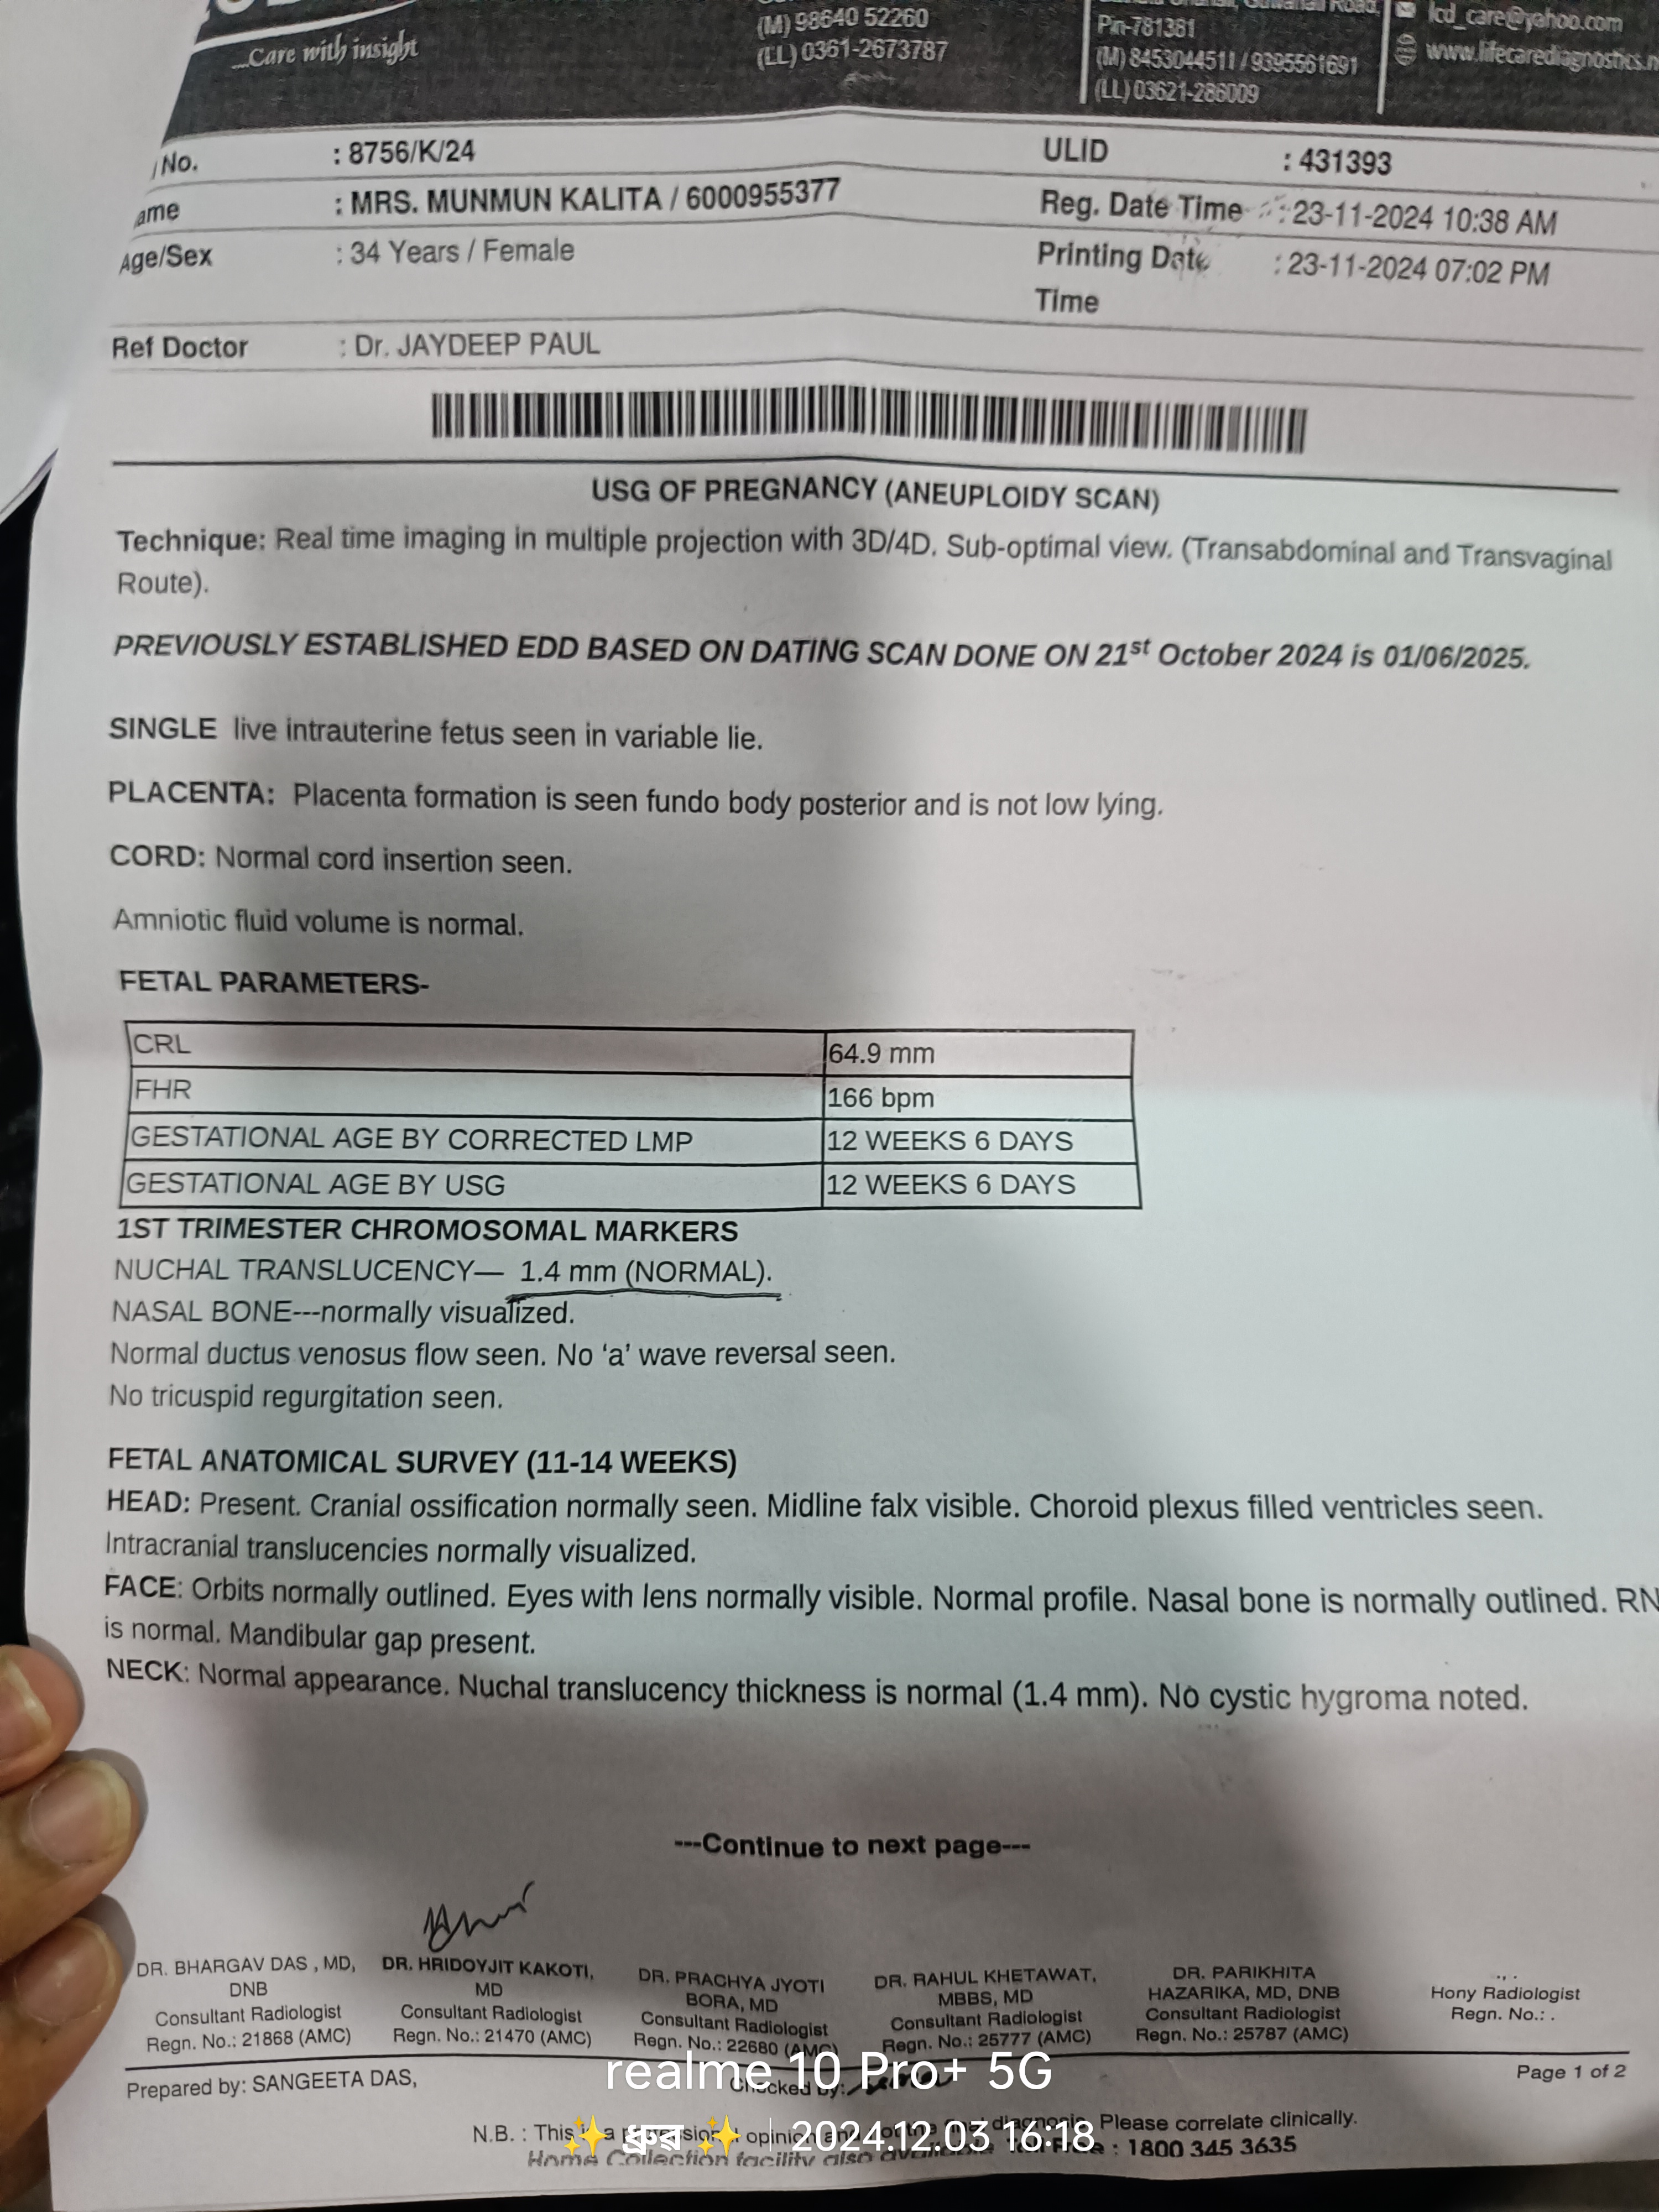 ...Care with insight
(M) 98640 52260
(LL) 0361-2673787
Pin-781381
(M) 8453044511 / 9395561691
(LL) 03621-286009
lcd_care@yahoo.com
www.lifecarediagnostics.n
No. : 8756/K/24 ULID : 431393
ame : MRS. MUNMUN KALITA / 6000955377 Reg. Date Time : 23-11-2024 10:38 AM
Age/Sex : 34 Years / Female Printing Date : 23-11-2024 07:02 PM
Time
Ref Doctor : Dr. JAYDEEP PAUL
USG OF PREGNANCY (ANEUPLOIDY SCAN)
Technique: Real time imaging in multiple projection with 3D/4D. Sub-optimal view. (Transabdominal and Transvaginal
Route).
PREVIOUSLY ESTABLISHED EDD BASED ON DATING SCAN DONE ON 21st October 2024 is 01/06/2025.
SINGLE live intrauterine fetus seen in variable lie.
PLACENTA: Placenta formation is seen fundo body posterior and is not low lying.
CORD: Normal cord insertion seen.
Amniotic fluid volume is normal.
FETAL PARAMETERS-
CRL 64.9 mm
FHR 166 bpm
GESTATIONAL AGE BY CORRECTED LMP 12 WEEKS 6 DAYS
GESTATIONAL AGE BY USG 12 WEEKS 6 DAYS
1ST TRIMESTER CHROMOSOMAL MARKERS
NUCHAL TRANSLUCENCY— 1.4 mm (NORMAL).
NASAL BONE---normally visualized.
Normal ductus venosus flow seen. No ‘a’ wave reversal seen.
No tricuspid regurgitation seen.
FETAL ANATOMICAL SURVEY (11-14 WEEKS)
HEAD: Present. Cranial ossification normally seen. Midline falx visible. Choroid plexus filled ventricles seen.
Intracranial translucencies normally visualized.
FACE: Orbits normally outlined. Eyes with lens normally visible. Normal profile. Nasal bone is normally outlined. RN
is normal. Mandibular gap present.
NECK: Normal appearance. Nuchal translucency thickness is normal (1.4 mm). No cystic hygroma noted.
---Continue to next page---
DR. BHARGAV DAS , MD,
DNB
Consultant Radiologist
Regn. No.: 21868 (AMC)
DR. HRIDOYJIT KAKOTI,
MD
Consultant Radiologist
Regn. No.: 21470 (AMC)
DR. PRACHYA JYOTI
BORA, MD
Consultant Radiologist
Regn. No.: 22680 (AMC)
DR. RAHUL KHETAWAT,
MBBS, MD
Consultant Radiologist
Regn. No.: 25777 (AMC)
DR. PARIKHITA
HAZARIKA, MD, DNB
Consultant Radiologist
Regn. No.: 25787 (AMC)
Hony Radiologist
Regn. No.: .
Prepared by: SANGEETA DAS,
Checked by:
Page 1 of 2
realme 10 Pro+ 5G
N.B. : This opinion diagnosis. Please correlate clinically.
2024.12.03 16:18
Home Collection facility also 1800 345 3635